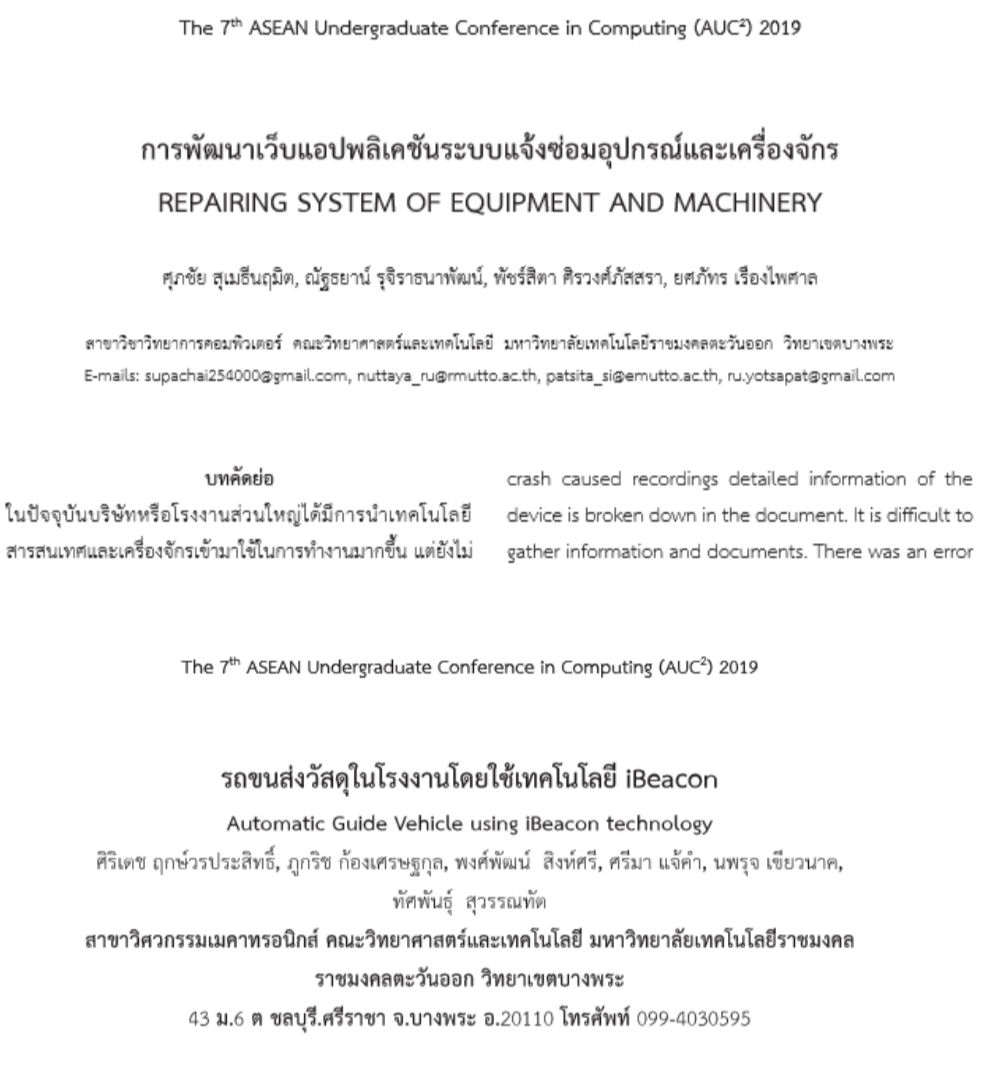 The 7th ASEAN Undergraduate Conference in Computing (AUC²) 2019
การพัฒนาเว็บแอปพลิเคชันระบบแจ้งซ่อมอุปกรณ์และเครื่องจักร
REPAIRING SYSTEM OF EQUIPMENT AND MACHINERY
ศุภชัย สุเมธีนฤมิต, ณัฐธยาน์ รุจิราธนาพัฒน์, พัชร์สิตา ศิรวงศ์ภัสสรา, ยศภัทร เรืองไพศาล
สาขาวิชาวิทยาการคอมพิวเตอร์ คณะวิทยาศาสตร์และเทคโนโลยี มหาวิทยาลัยเทคโนโลยีราชมงคลตะวันออก วิทยาเขตบางพระ
E-mails: supachai254000@gmail.com, nuttaya_ru@rmutto.ac.th, patsita_si@emutto.ac.th, ru.yotsapat@gmail.com
บทคัดย่อ
ในปัจจุบันบริษัทหรือโรงงานส่วนใหญ่ได้มีการนำเทคโนโลยี
สารสนเทศและเครื่องจักรเข้ามาใช้ในการทำงานมากขึ้น แต่ยังไม่
crash caused recordings detailed information of the
device is broken down in the document. It is difficult to
gather information and documents. There was an error
The 7th ASEAN Undergraduate Conference in Computing (AUC²) 2019
รถขนส่งวัสดุในโรงงานโดยใช้เทคโนโลยี iBeacon
Automatic Guide Vehicle using iBeacon technology
ศิริเดช ฤกษ์วรประสิทธิ์, ภูกริช ก้องเศรษฐกุล, พงศ์พัฒน์ สิงห์ศรี, ศรีมา แจ้คำ, นพรุจ เขียวนาค,
ทัศพันธุ์ สุวรรณทัต
สาขาวิศวกรรมเมคาทรอนิกส์ คณะวิทยาศาสตร์และเทคโนโลยี มหาวิทยาลัยเทคโนโลยีราชมงคล
ราชมงคลตะวันออก วิทยาเขตบางพระ
43 ม.6 ต ชลบุรี.ศรีราชา จ.บางพระ อ.20110 โทรศัพท์ 099-4030595